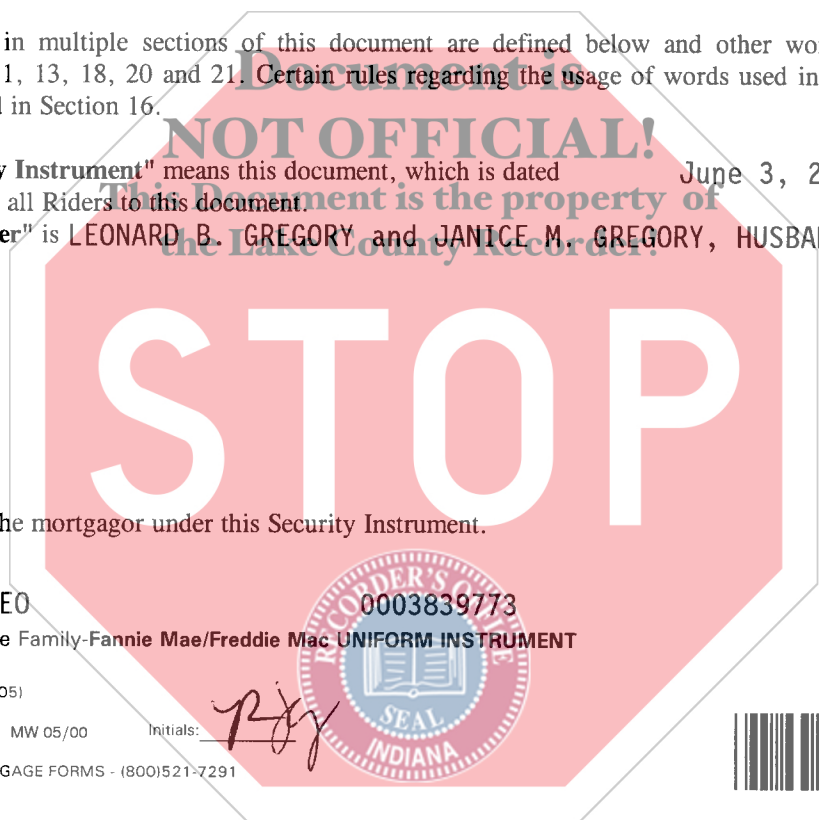 in multiple sections of this document are defined below and other wo
1, 13, 18, 20 and 21. Certain rules regarding the usage of words used in
in Section 16.
Document is
NOT OFFICIAL!
This Document is the property of
the Lake County Recorder!
y Instrument" means this document, which is dated June 3, 2
all Riders to this document.
er" is LEONARD B. GREGORY and JANICE M. GREGORY, HUSBA
STOP
he mortgagor under this Security Instrument.
EO 0003839773
e Family-Fannie Mae/Freddie Mac UNIFORM INSTRUMENT
05)
MW 05/00 Initials:
GAGE FORMS - (800)521-7291
RECORDER'S OFFICE
SEAL
INDIANA